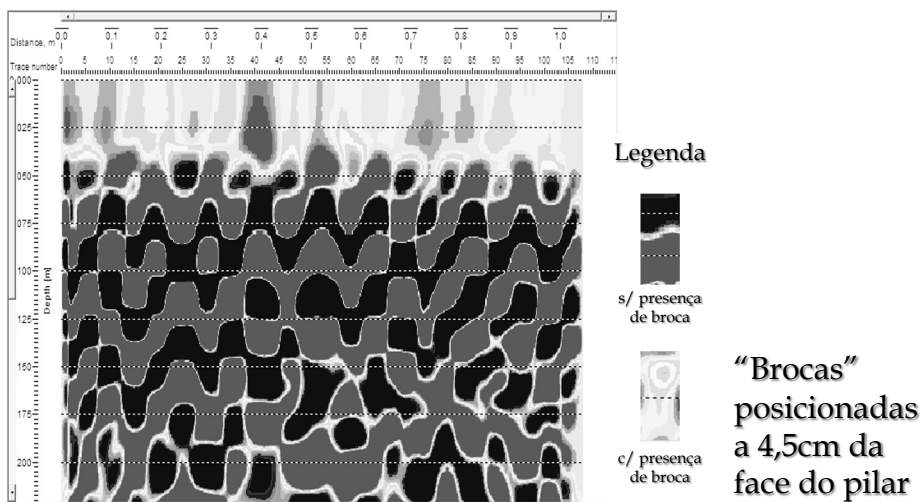 Distance, m 0.0 0.1 0.2 0.3 0.4 0.5 0.6 0.7 0.8 0.9 1.0
Trace number 0 5 10 15 20 25 30 35 40 45 50 55 60 65 70 75 80 85 90 95 100 105 110 11
000
025
050
075
100
125
150
175
200
Depth [m]
Legenda
s/ presença
de broca
c/ presença
de broca
“Brocas”
posicionadas
a 4,5cm da
face do pilar